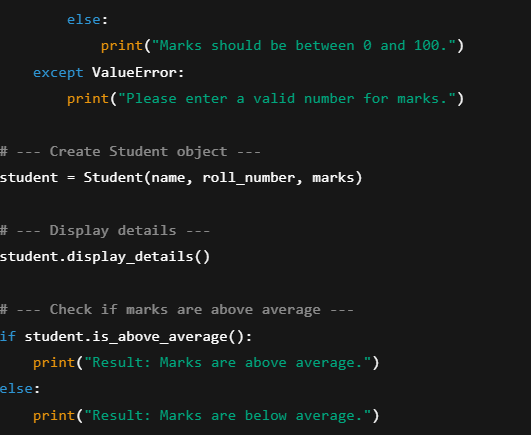 else:
            print("Marks should be between 0 and 100.")
    except ValueError:
        print("Please enter a valid number for marks.")

# --- Create Student object ---
student = Student(name, roll_number, marks)

# --- Display details ---
student.display_details()

# --- Check if marks are above average ---
if student.is_above_average():
    print("Result: Marks are above average.")
else:
    print("Result: Marks are below average.")